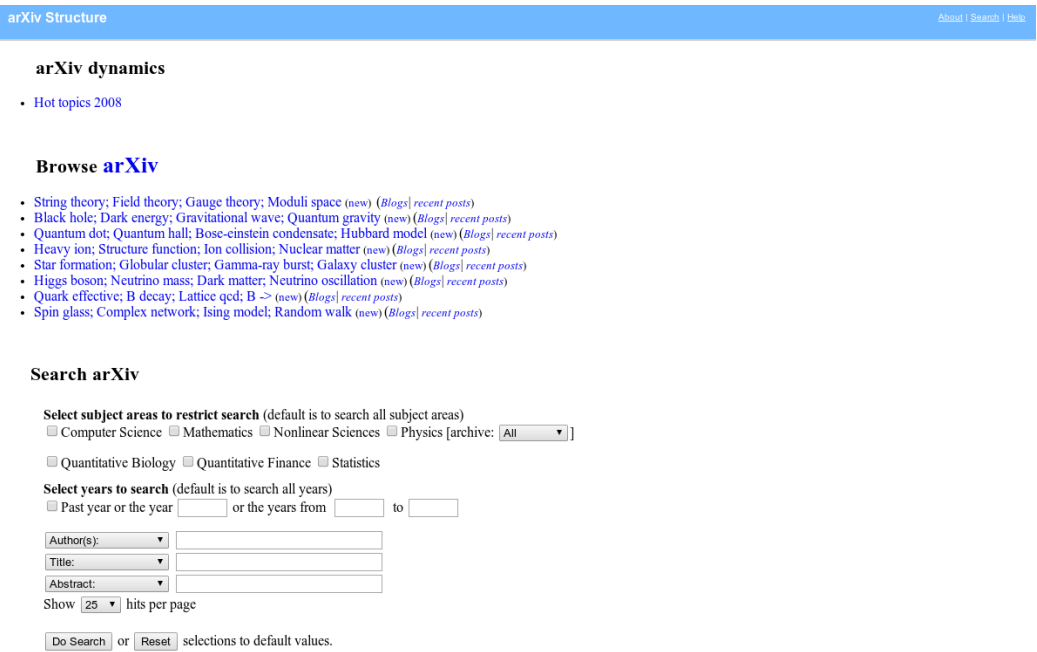 arXiv Structure
About | Search | Help
arXiv dynamics
Hot topics 2008
Browse arXiv
String theory; Field theory; Gauge theory; Moduli space (new) (Blogs| recent posts)
Black hole; Dark energy; Gravitational wave; Quantum gravity (new) (Blogs| recent posts)
Quantum dot; Quantum hall; Bose-einstein condensate; Hubbard model (new) (Blogs| recent posts)
Heavy ion; Structure function; Ion collision; Nuclear matter (new) (Blogs| recent posts)
Star formation; Globular cluster; Gamma-ray burst; Galaxy cluster (new) (Blogs| recent posts)
Higgs boson; Neutrino mass; Dark matter; Neutrino oscillation (new) (Blogs| recent posts)
Quark effective; B decay; Lattice qcd; B -> (new) (Blogs| recent posts)
Spin glass; Complex network; Ising model; Random walk (new) (Blogs| recent posts)
Search arXiv
Select subject areas to restrict search (default is to search all subject areas)
Computer Science Mathematics Nonlinear Sciences Physics [archive: All ]
Quantitative Biology Quantitative Finance Statistics
Select years to search (default is to search all years)
Past year or the year or the years from to
Author(s):
Title:
Abstract:
Show 25 hits per page
Do Search or Reset selections to default values.